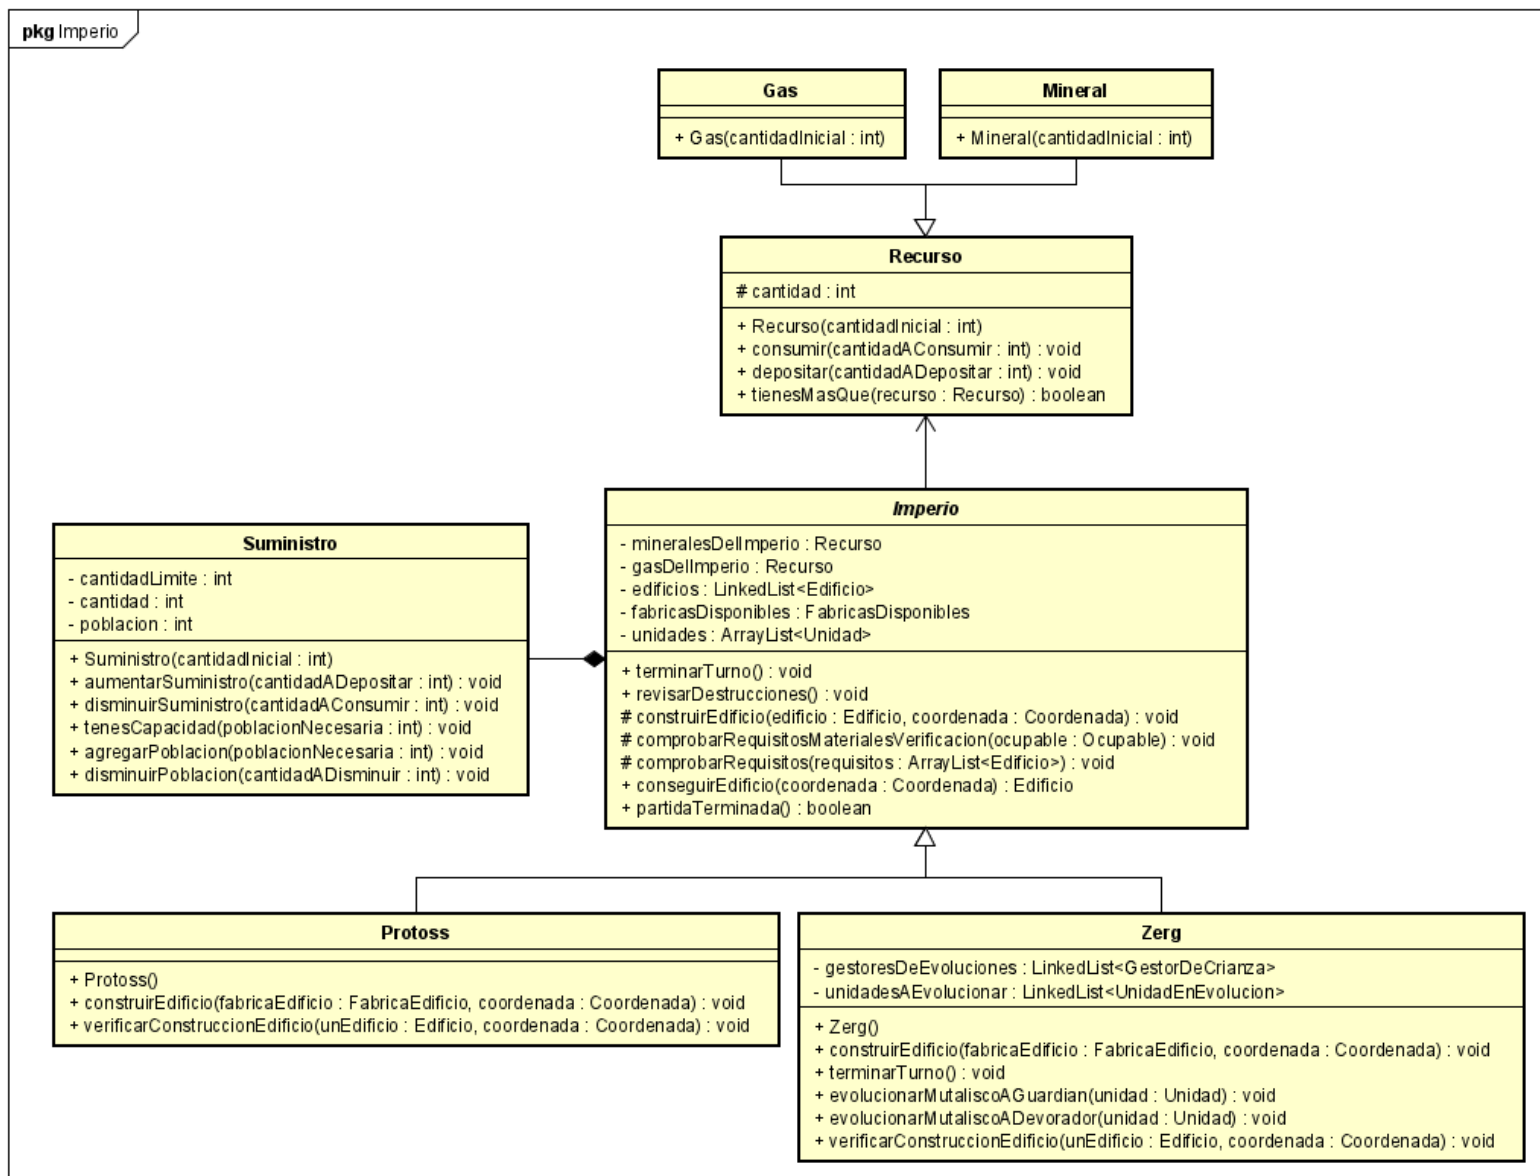 pkg Imperio
Gas
+ Gas(cantidadInicial : int)
Mineral
+ Mineral(cantidadInicial : int)
Recurso
# cantidad : int
+ Recurso(cantidadInicial : int)
+ consumir(cantidadAConsumir : int) : void
+ depositar(cantidadADepositar : int) : void
+ tienesMasQue(recurso : Recurso) : boolean
Imperio
- mineralesDelImperio : Recurso
- gasDelImperio : Recurso
- edificios : LinkedList<Edificio>
- fabricasDisponibles : FabricasDisponibles
- unidades : ArrayList<Unidad>
+ terminarTurno() : void
+ revisarDestrucciones() : void
# construirEdificio(edificio : Edificio, coordenada : Coordenada) : void
# comprobarRequisitosMaterialesVerificacion(ocupable : Ocupable) : void
# comprobarRequisitos(requisitos : ArrayList<Edificio>) : void
+ conseguirEdificio(coordenada : Coordenada) : Edificio
+ partidaTerminada() : boolean
Suministro
- cantidadLimite : int
- cantidad : int
- poblacion : int
+ Suministro(cantidadInicial : int)
+ aumentarSuministro(cantidadADepositar : int) : void
+ disminuirSuministro(cantidadAConsumir : int) : void
+ tenesCapacidad(poblacionNecesaria : int) : void
+ agregarPoblacion(poblacionNecesaria : int) : void
+ disminuirPoblacion(cantidadADisminuir : int) : void
Protoss
+ Protoss()
+ construirEdificio(fabricaEdificio : FabricaEdificio, coordenada : Coordenada) : void
+ verificarConstruccionEdificio(unEdificio : Edificio, coordenada : Coordenada) : void
Zerg
- gestoresDeEvoluciones : LinkedList<GestorDeCrianza>
- unidadesAEvolucionar : LinkedList<UnidadEnEvolucion>
+ Zerg()
+ construirEdificio(fabricaEdificio : FabricaEdificio, coordenada : Coordenada) : void
+ terminarTurno() : void
+ evolucionarMutaliscoAGuardian(unidad : Unidad) : void
+ evolucionarMutaliscoADevorador(unidad : Unidad) : void
+ verificarConstruccionEdificio(unEdificio : Edificio, coordenada : Coordenada) : void